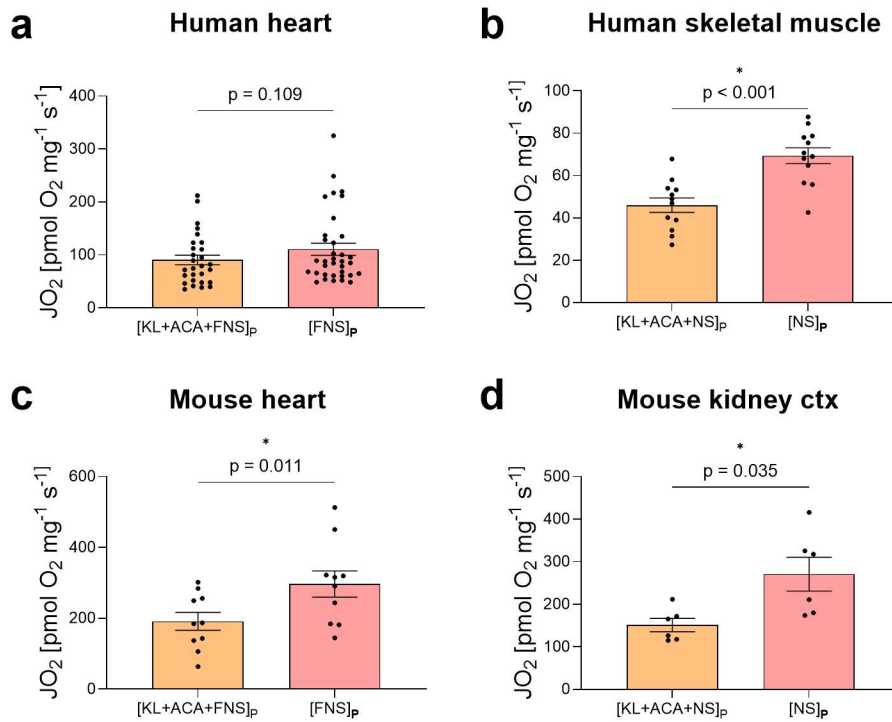 a
Human heart
JO₂ [pmol O₂ mg⁻¹ s⁻¹]
400
300
200
100
0
p = 0.109
[KL+ACA+FNS]ₚ
[FNS]ₚ
b
Human skeletal muscle
JO₂ [pmol O₂ mg⁻¹ s⁻¹]
100
80
60
40
20
0
*
p < 0.001
[KL+ACA+NS]ₚ
[NS]ₚ
c
Mouse heart
JO₂ [pmol O₂ mg⁻¹ s⁻¹]
600
400
200
0
*
p = 0.011
[KL+ACA+FNS]ₚ
[FNS]ₚ
d
Mouse kidney ctx
JO₂ [pmol O₂ mg⁻¹ s⁻¹]
500
400
300
200
100
0
*
p = 0.035
[KL+ACA+NS]ₚ
[NS]ₚ